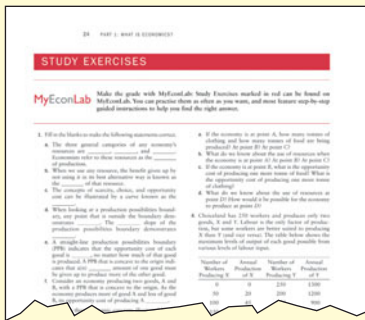 24 PART 1: WHAT IS ECONOMICS?
STUDY EXERCISES
MyEconLab
Make the grade with MyEconLab: Study Exercises marked in red can be found on
MyEconLab. You can practise them as often as you want, and most feature step-by-step
guided instructions to help you find the right answer.
1. Fill in the blanks to make the following statements correct.
a. The three general categories of an economy's
resources are ______, ______, and ______.
Economists refer to these resources as the ______
of production.
b. When we use any resource, the benefit given up by
not using it in its best alternative way is known as
the ______ of that resource.
c. The concepts of scarcity, choice, and opportunity
cost can be illustrated by a curve known as the
______.
d. When looking at a production possibilities bound-
ary, any point that is outside the boundary dem-
onstrates ______. The ______ slope of the
production possibilities boundary demonstrates
______.
e. A straight-line production possibilities boundary
(PPB) indicates that the opportunity cost of each
good is ______, no matter how much of that good
is produced. A PPB that is concave to the origin indi-
cates that a(n) ______ amount of one good must
be given up to produce more of the other good.
f. Consider an economy producing two goods, A and
B, with a PPB that is concave to the origin. As the
economy produces more of good A and less of good
B, its opportunity cost of producing A
a. If the economy is at point A, how many tonnes of
clothing and how many tonnes of food are being
produced? At point B? At point C?
b. What do we know about the use of resources when
the economy is at point A? At point B? At point C?
c. If the economy is at point B, what is the opportunity
cost of producing one more tonne of food? What is
the opportunity cost of producing one more tonne
of clothing?
d. What do we know about the use of resources at
point D? How would it be possible for the economy
to produce at point D?
4. Choiceland has 250 workers and produces only two
goods, X and Y. Labour is the only factor of produc-
tion, but some workers are better suited to producing
X than Y (and vice versa). The table below shows the
maximum levels of output of each good possible from
various levels of labour input.
Number of Annual Number of Annual
Workers Production Workers Production
Producing X of X Producing Y of Y
0 0 250 1300
50 20 200 1200
100 45 900